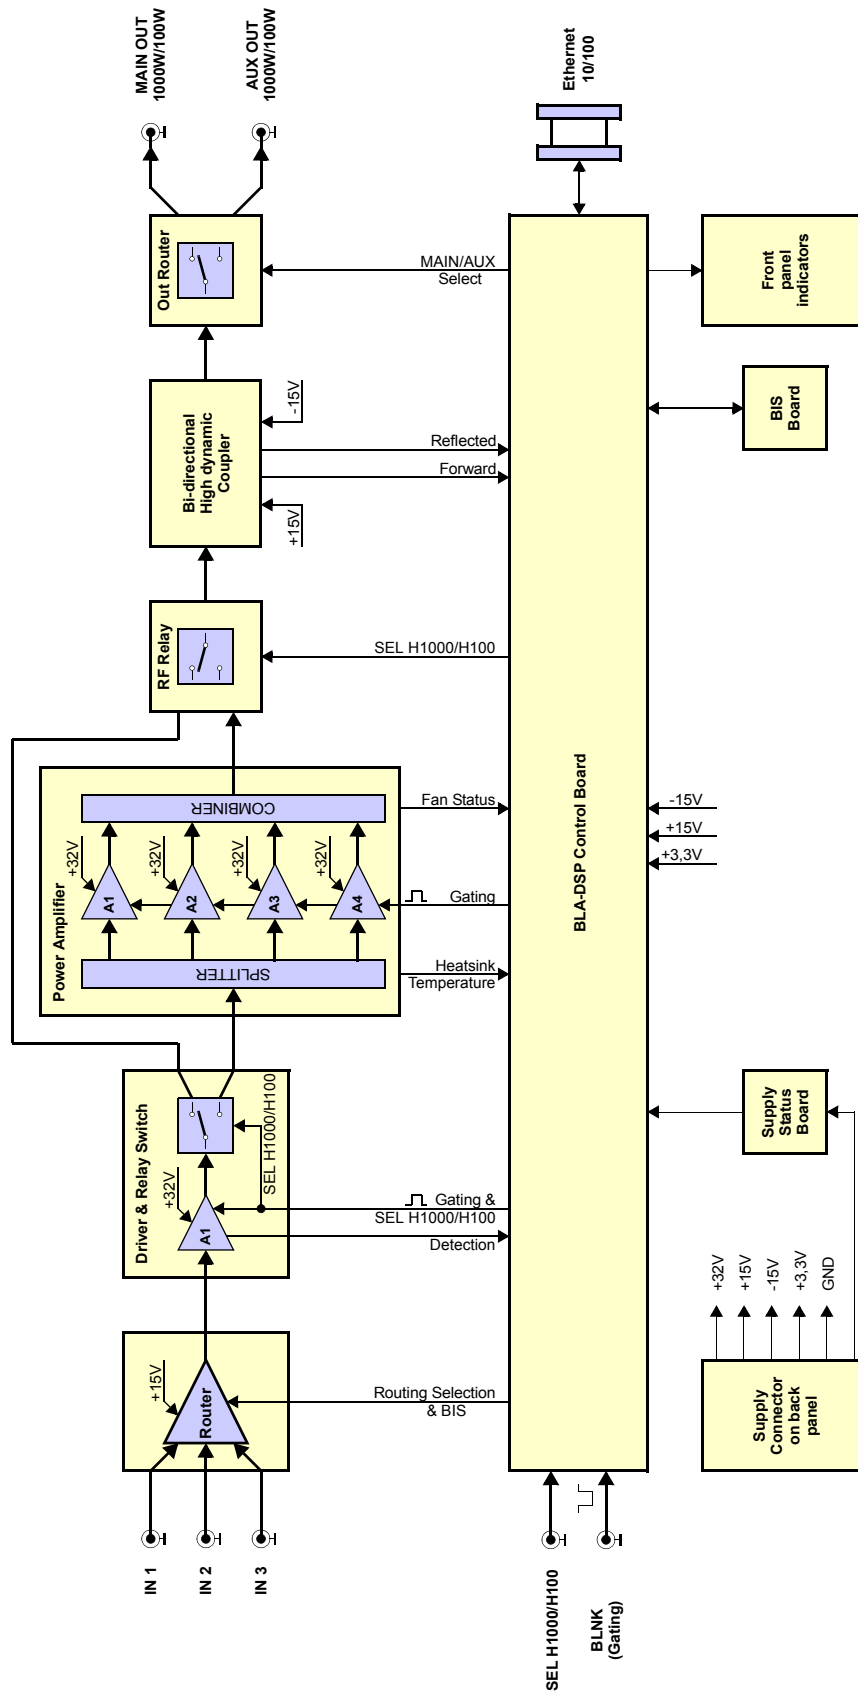 MAIN OUT
1000W/100W
AUX OUT
1000W/100W
Ethernet
10/100
Out Router
MAIN/AUX
Select
Front
panel
indicators
Bi-directional
High dynamic
Coupler
-15V
+15V
Reflected
Forward
BIS
Board
RF Relay
SEL H1000/H100
Power Amplifier
COMBINER
+32V
+32V
+32V
+32V
A1
A2
A3
A4
SPLITTER
Fan Status
Gating
Heatsink
Temperature
BLA-DSP Control Board
-15V
+15V
+3,3V
Driver & Relay Switch
+32V
A1
SEL H1000/H100
Gating &
SEL H1000/H100
Detection
Supply
Status
Board
+15V
Router
Routing Selection
& BIS
+32V
+15V
-15V
+3,3V
GND
Supply
Connector
on back
panel
IN 1
IN 2
IN 3
SEL H1000/H100
BLNK
(Gating)